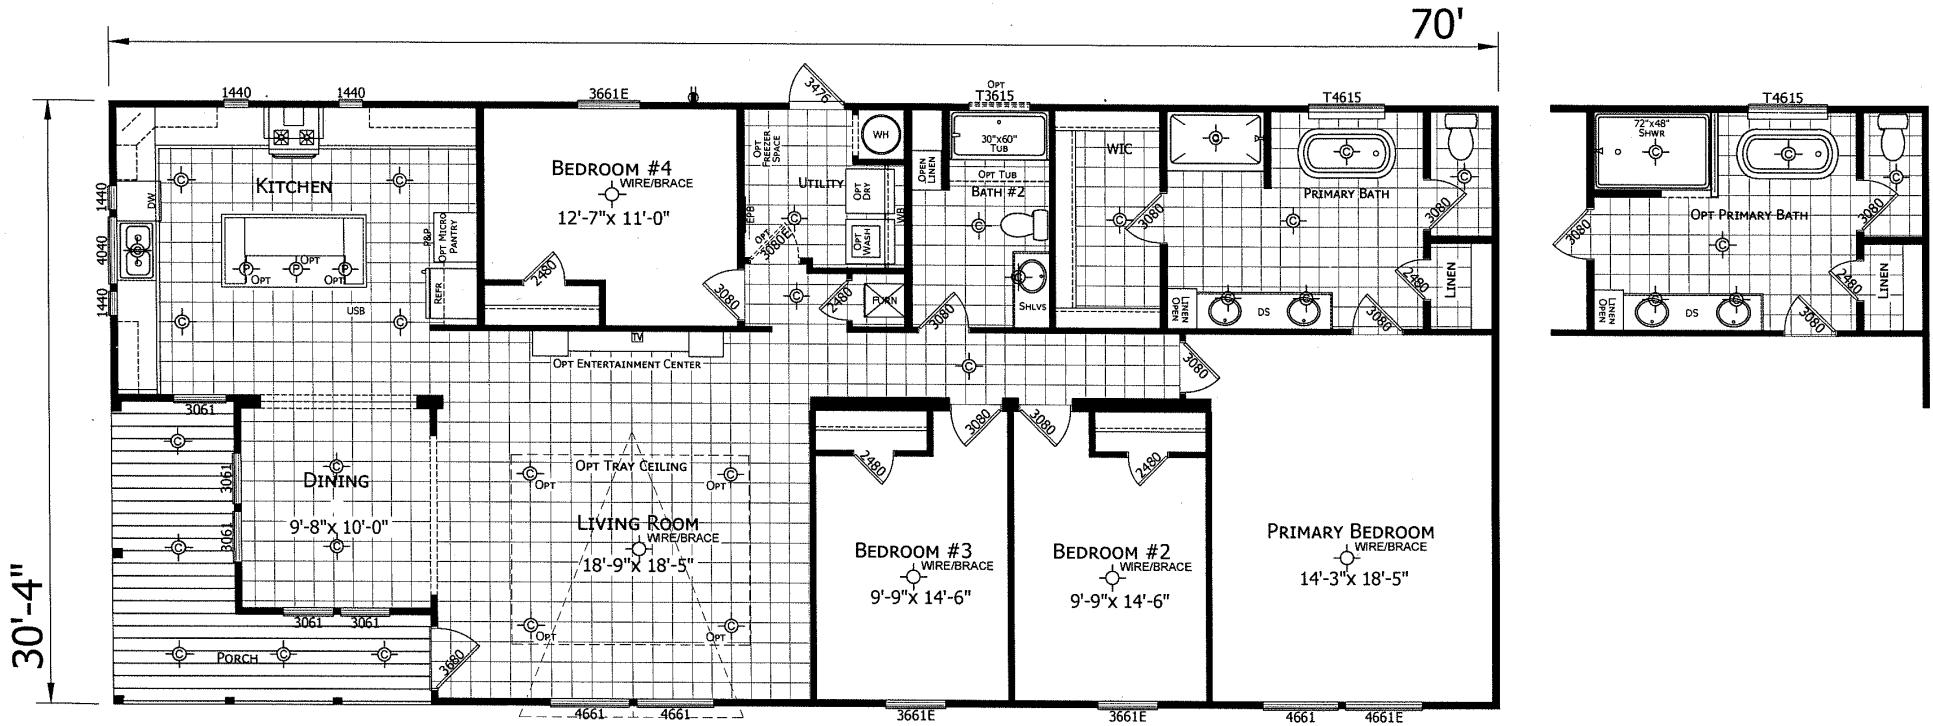 70'
30'-4"
1440
1440
3661E
3476
OPT
T3615
T4615
KITCHEN
1440
DW
4040
1440
OPT
OPT
OPT
P
P
P
USB
P&P
OPT MICRO
PANTRY
REFR
BEDROOM #4
WIRE/BRACE
12'-7"x 11'-0"
2480
3080
OPT
FREEZER
SPACE
WH
UTILITY
OPT
DRY
EPB
WB
OPT
3080E
OPT
WASH
2480
FURN
OPEN
LINEN
30"x60"
TUB
OPT TUB
BATH #2
SHLVS
3080
WIC
3080
PRIMARY BATH
3080
2480
LINEN
LINEN
OPEN
DS
3080
TV
OPT ENTERTAINMENT CENTER
3080
3061
3061
3061
DINING
9'-8"x 10'-0"
3061
3061
PORCH
3680
OPT TRAY CEILING
OPT
OPT
LIVING ROOM
WIRE/BRACE
18'-9"x 18'-5"
OPT
OPT
4661
4661
3080
2480
BEDROOM #3
WIRE/BRACE
9'-9"x 14'-6"
3661E
3080
2480
BEDROOM #2
WIRE/BRACE
9'-9"x 14'-6"
3661E
PRIMARY BEDROOM
WIRE/BRACE
14'-3"x 18'-5"
4661
4661E
T4615
72"x48"
SHWR
OPT PRIMARY BATH
3080
3080
2480
LINEN
LINEN
OPEN
DS
3080